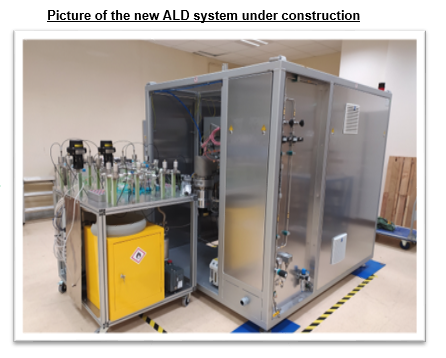 Picture of the new ALD system under construction